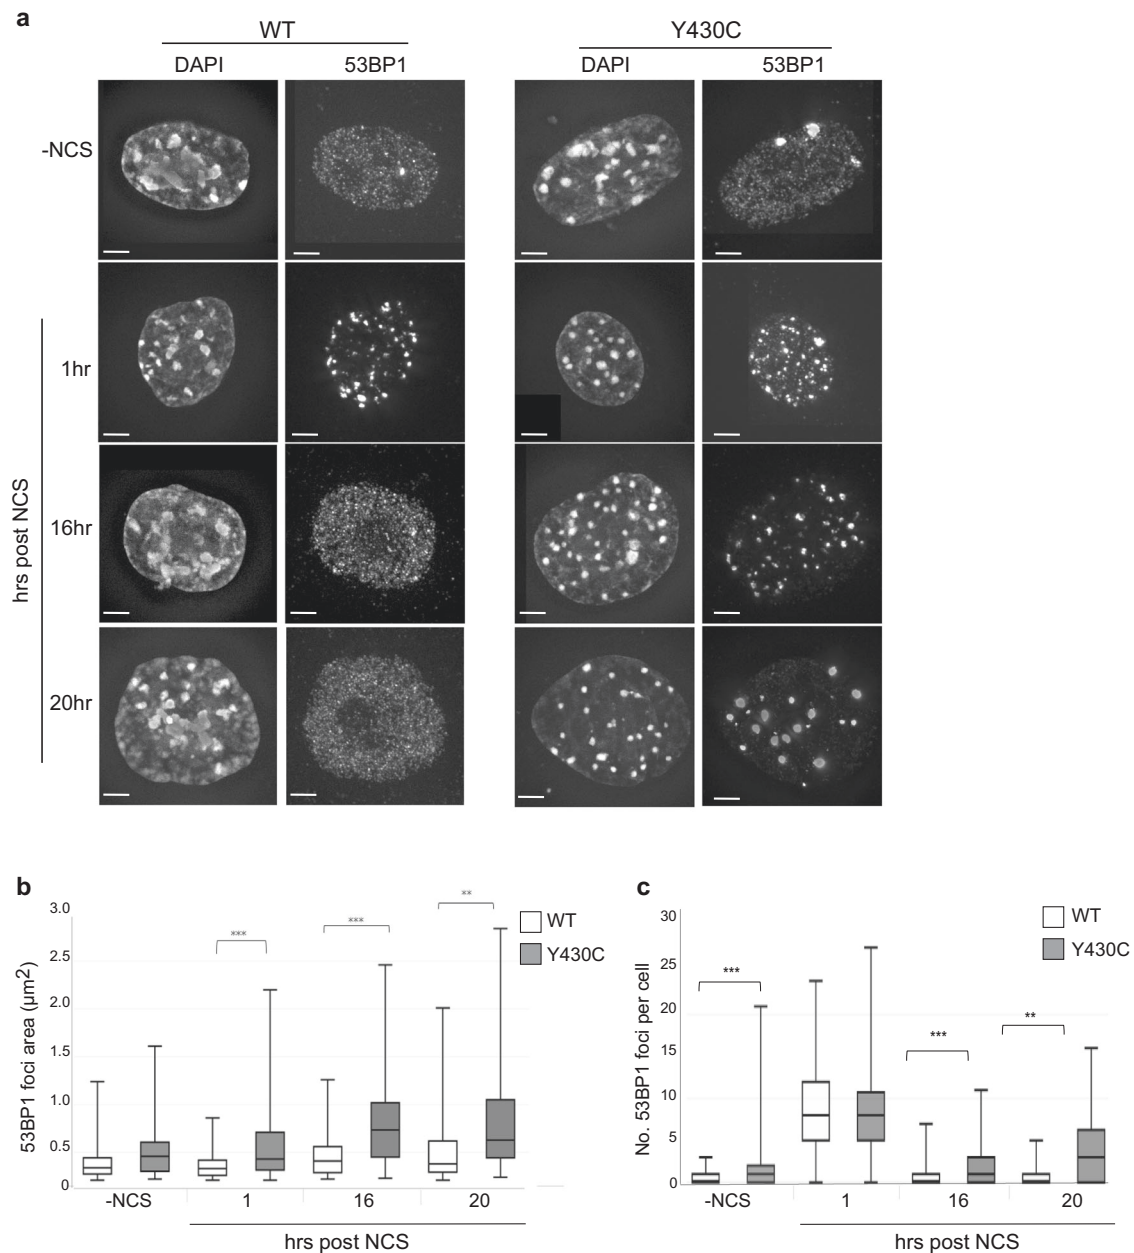 a
WT
Y430C
DAPI
53BP1
DAPI
53BP1
-NCS
1hr
16hr
20hr
hrs post NCS
b
3.0
2.5
2.0
1.5
1.0
0.5
0
53BP1 foci area (μm2)
***
***
**
WT
Y430C
-NCS
1
16
20
hrs post NCS
c
30
25
20
15
10
5
0
No. 53BP1 foci per cell
***
***
**
WT
Y430C
-NCS
1
16
20
hrs post NCS